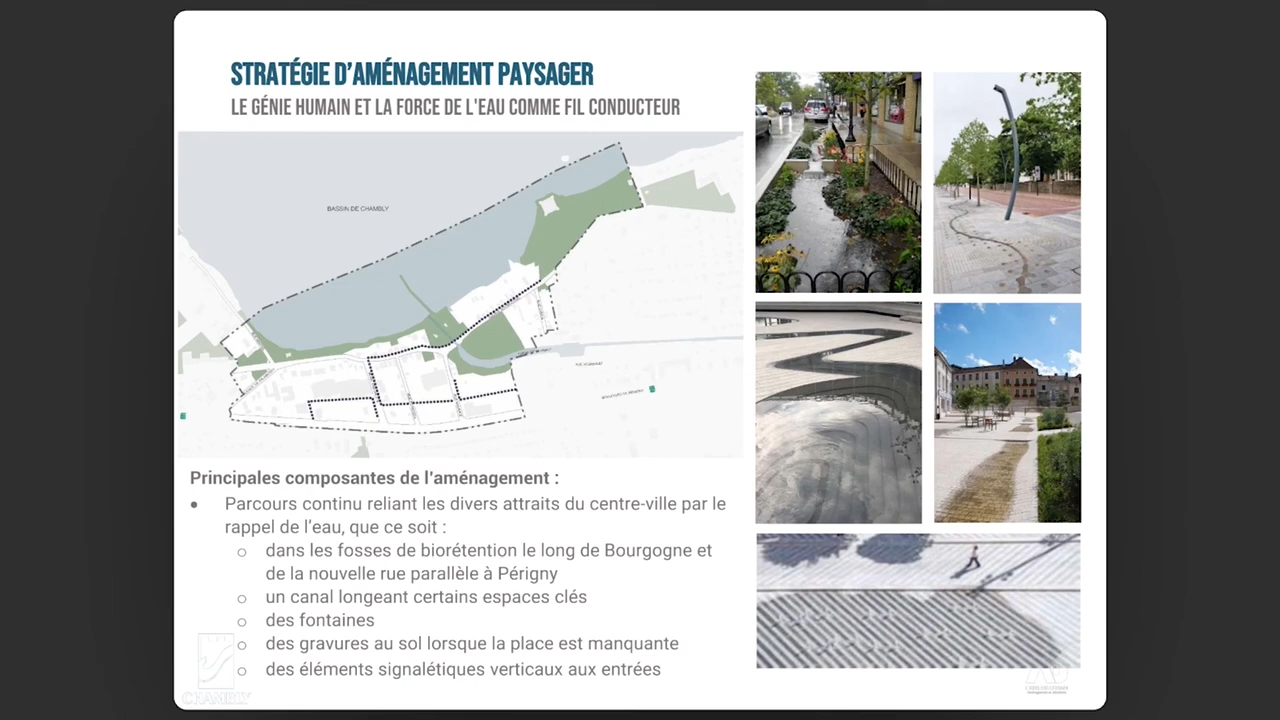 STRATÉGIE D'AMÉNAGEMENT PAYSAGER
LE GÉNIE HUMAIN ET LA FORCE DE L'EAU COMME FIL CONDUCTEUR
BASSIN DE CHAMBLY
Principales composantes de l'aménagement :
• Parcours continu reliant les divers attraits du centre-ville par le
rappel de l'eau, que ce soit :
○ dans les fosses de biorétention le long de Bourgogne et
de la nouvelle rue parallèle à Périgny
○ un canal longeant certains espaces clés
○ des fontaines
○ des gravures au sol lorsque la place est manquante
○ des éléments signalétiques verticaux aux entrées
CHAMBLY